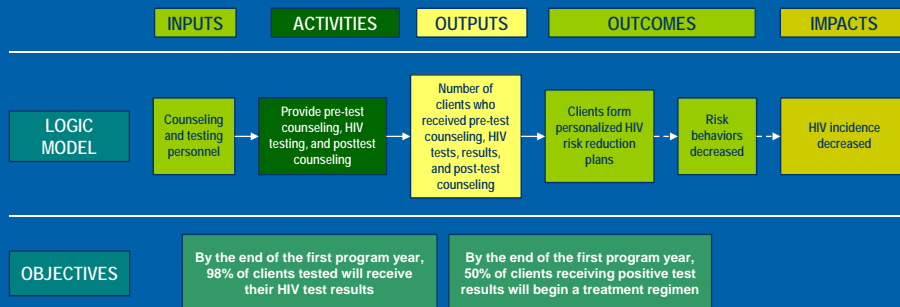 INPUTS
ACTIVITIES
OUTPUTS
OUTCOMES
IMPACTS
LOGIC
MODEL
Counseling
and testing
personnel
Provide pre-test
counseling, HIV
testing, and posttest
counseling
Number of
clients who
received pre-test
counseling, HIV
tests, results,
and post-test
counseling
Clients form
personalized HIV
risk reduction
plans
Risk
behaviors
decreased
HIV incidence
decreased
OBJECTIVES
By the end of the first program year,
98% of clients tested will receive
their HIV test results
By the end of the first program year,
50% of clients receiving positive test
results will begin a treatment regimen